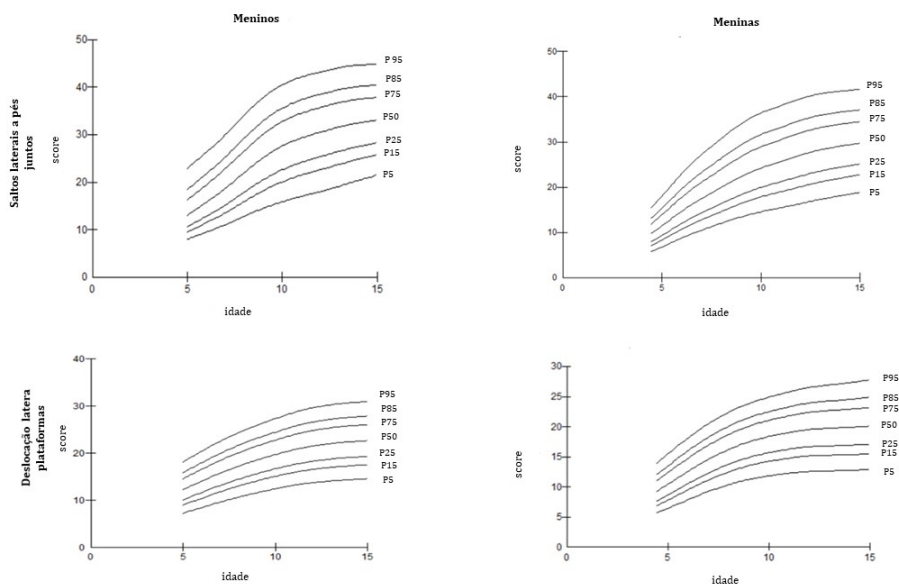 Meninos
Saltos laterais a pés
juntos
score
50
40
30
20
10
0
0
5
10
15
idade
P 95
P85
P75
P50
P25
P15
P5
Meninas
score
50
40
30
20
10
0
0
5
10
15
idade
P95
P85
P75
P50
P25
P15
P5
Deslocação latera
plataformas
score
40
30
20
10
0
0
5
10
15
idade
P95
P85
P75
P50
P25
P15
P5
score
30
25
20
15
10
5
0
0
5
10
15
idade
P95
P85
P75
P50
P25
P15
P5